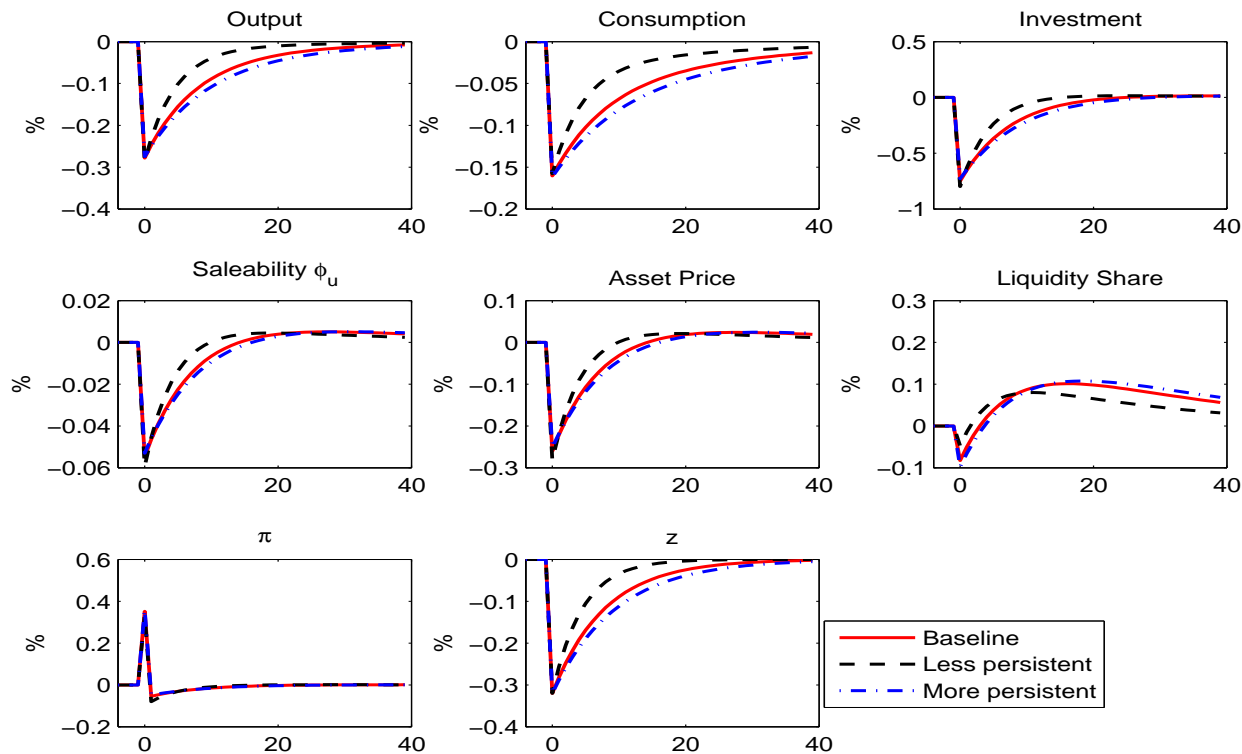 Output
0
−0.1
−0.2
−0.3
−0.4
%
0 20 40
Consumption
0
−0.05
−0.1
−0.15
−0.2
%
0 20 40
Investment
0.5
0
−0.5
−1
%
0 20 40
Saleability ϕu
0.02
0
−0.02
−0.04
−0.06
%
0 20 40
Asset Price
0.1
0
−0.1
−0.2
−0.3
%
0 20 40
Liquidity Share
0.3
0.2
0.1
0
−0.1
%
0 20 40
π
0.6
0.4
0.2
0
−0.2
%
0 20 40
z
0
−0.1
−0.2
−0.3
−0.4
%
0 20 40
Baseline
Less persistent
More persistent